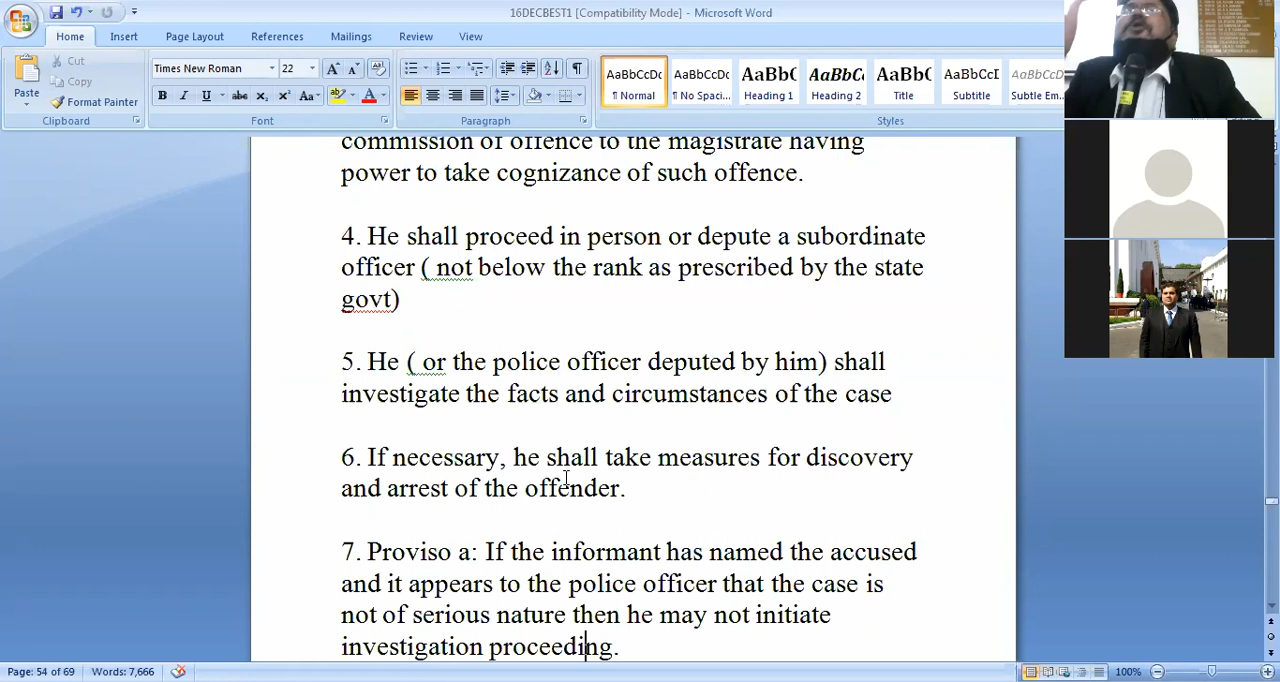 16DECBEST1 [Compatibility Mode] - Microsoft Word
Home Insert Page Layout References Mailings Review View
Paste
Cut
Copy
Format Painter
Clipboard
Times New Roman 22
Font
Paragraph
AaBbCcDc AaBbCcDc AaBbC AaBbCc AaBb( AaBbCcI AaBbCcDc
¶ Normal ¶ No Spaci... Heading 1 Heading 2 Title Subtitle Subtle Em...
Styles
commission of offence to the magistrate having
power to take cognizance of such offence.
4. He shall proceed in person or depute a subordinate
officer ( not below the rank as prescribed by the state
govt)
5. He ( or the police officer deputed by him) shall
investigate the facts and circumstances of the case
6. If necessary, he shall take measures for discovery
and arrest of the offender.
7. Proviso a: If the informant has named the accused
and it appears to the police officer that the case is
not of serious nature then he may not initiate
investigation proceeding.
Page: 54 of 69 Words: 7,666 100%